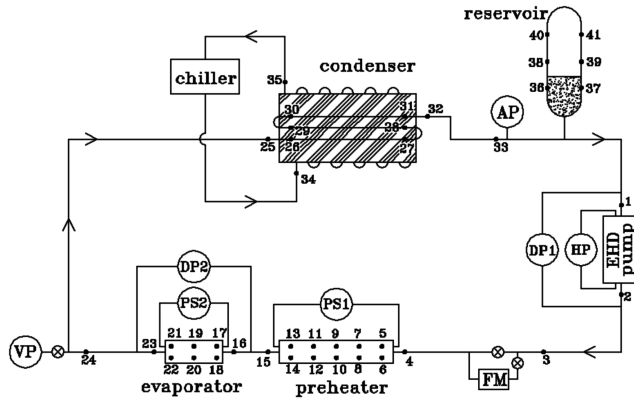 reservoir
40 41
condenser
38 39
chiller
35
36 37
30 31 32
AP
29 28
25 26 27
33
34
1
DP1 HP EHD pump
DP2
2
PS2 PS1
21 19 17 13 11 9 7 5
VP 23 16
24 15 4 3
22 20 18 14 12 10 8 6
FM
evaporator preheater